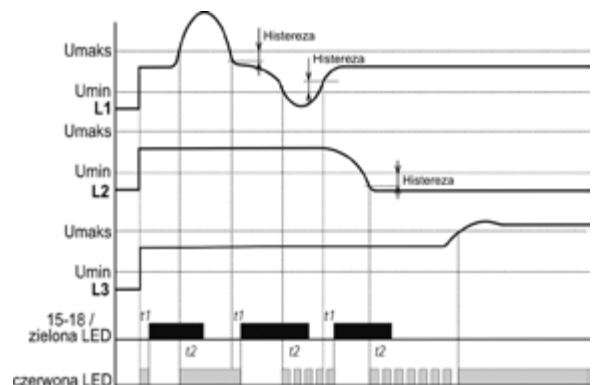 Umaks
Histereza
Histereza
Umin
L1
Umaks
Umin
Histereza
L2
Umaks
Umin
L3
15-18 /
zielona LED
t1
t1
t1
t2
t2
t2
czerwona LED